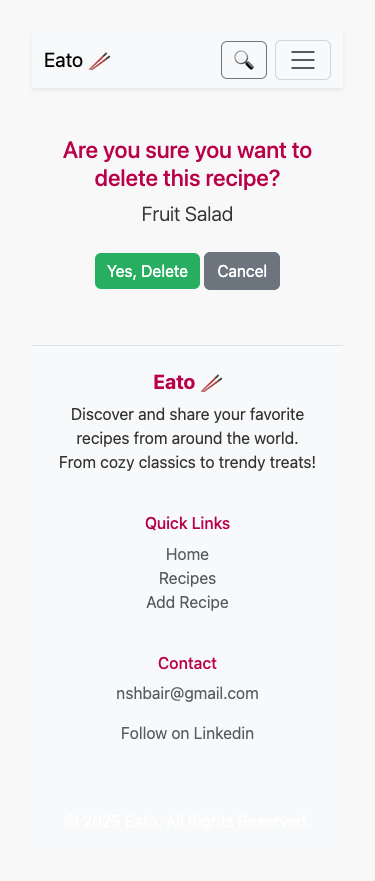 Eato
Are you sure you want to
delete this recipe?
Fruit Salad
Yes, Delete
Cancel
Eato
Discover and share your favorite
recipes from around the world.
From cozy classics to trendy treats!
Quick Links
Home
Recipes
Add Recipe
Contact
nshbair@gmail.com
Follow on Linkedin
© 2025 Eato. All Rights Reserved.